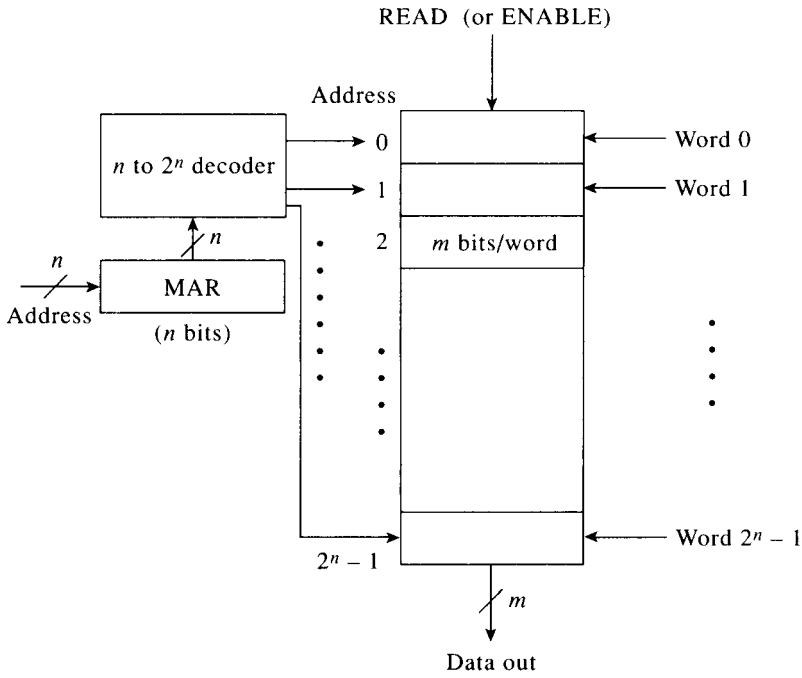 READ (or ENABLE)
Address
n to 2ⁿ decoder
0
Word 0
1
Word 1
n
2
m bits/word
n
MAR
Address
(n bits)
2ⁿ – 1
Word 2ⁿ – 1
m
Data out